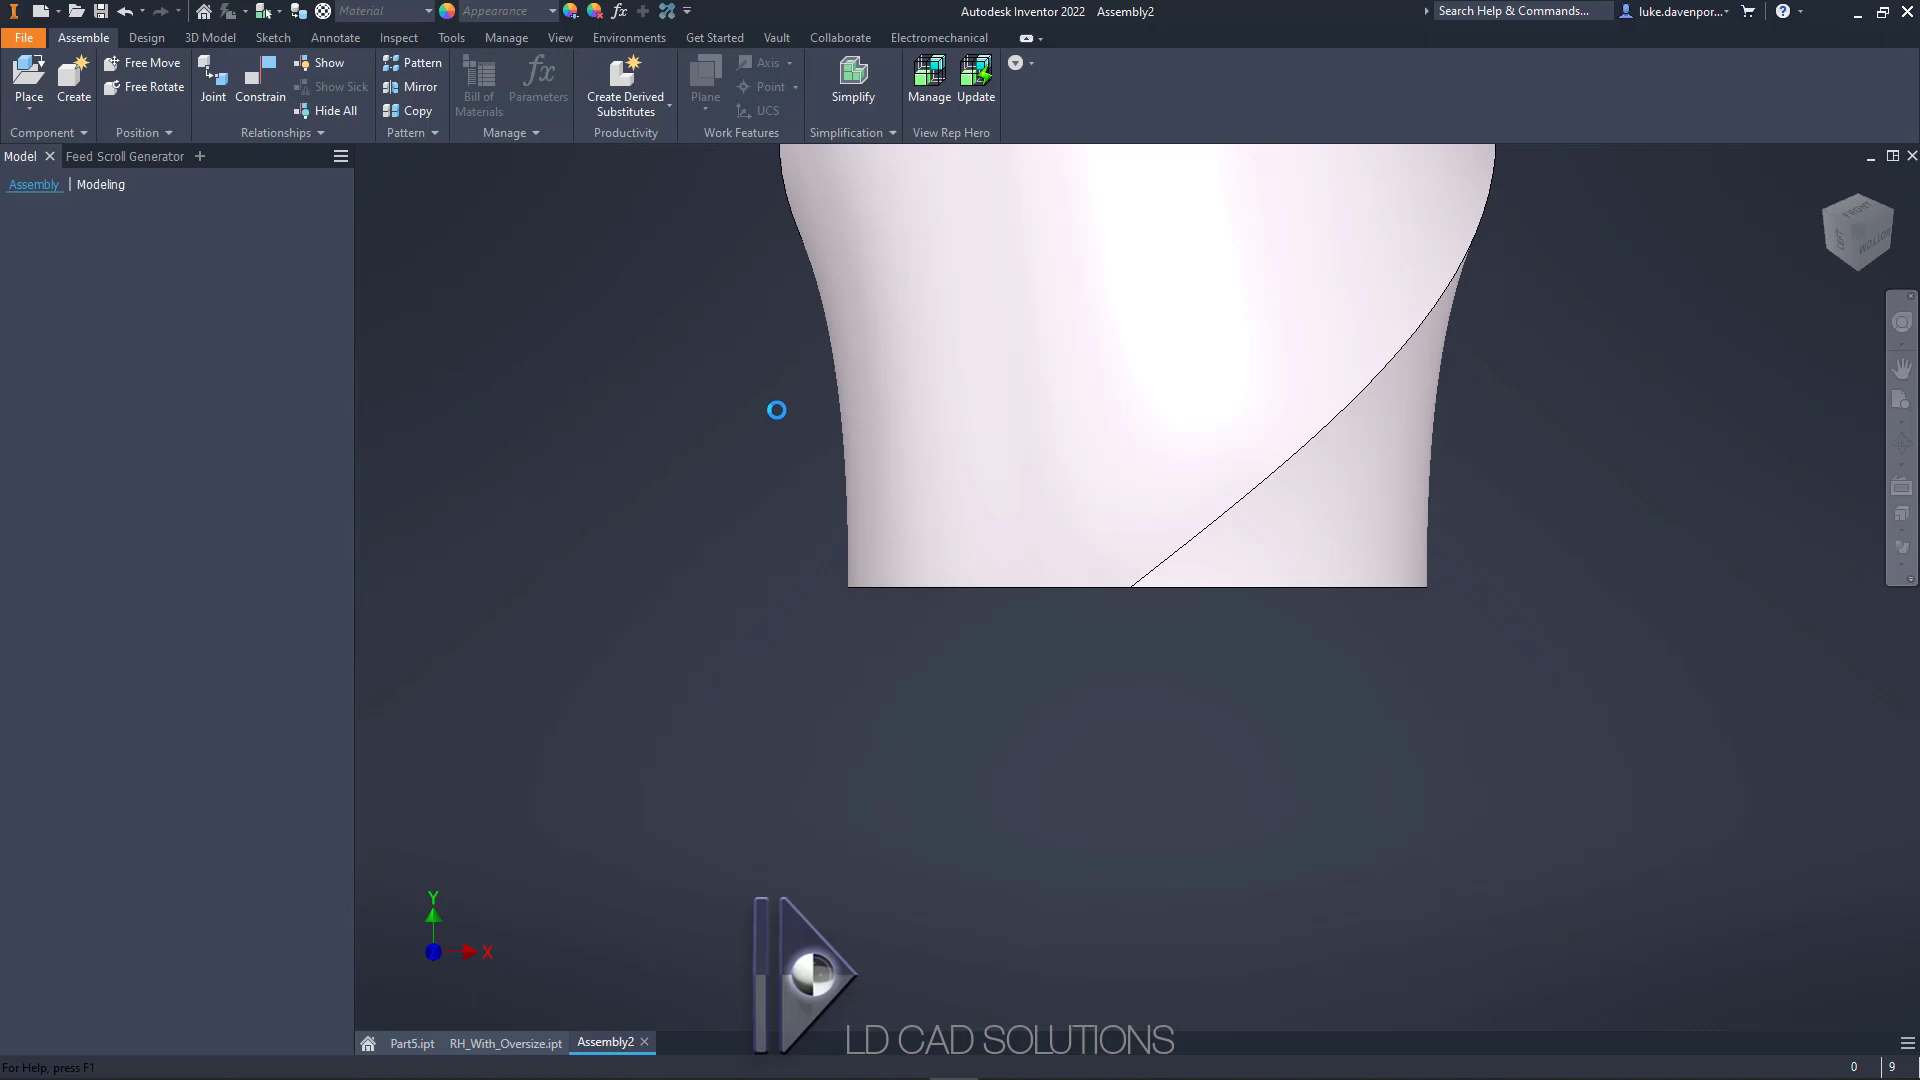 Material
Appearance
Autodesk Inventor 2022 Assembly2
Search Help & Commands...
luke.davenpor...
File Assemble Design 3D Model Sketch Annotate Inspect Tools Manage View Environments Get Started Vault Collaborate Electromechanical
Place Create Free Move Free Rotate Joint Constrain Show Show Sick Hide All Pattern Mirror Copy Bill of Materials Parameters Create Derived Substitutes Plane Axis Point UCS Simplify Manage Update
Component Position Relationships Pattern Manage Productivity Work Features Simplification View Rep Hero
Model Feed Scroll Generator
Assembly | Modeling
FRONT
LEFT
BOTTOM
Y
X
LD CAD SOLUTIONS
Part5.ipt RH_With_Oversize.ipt Assembly2
For Help, press F1
0 9